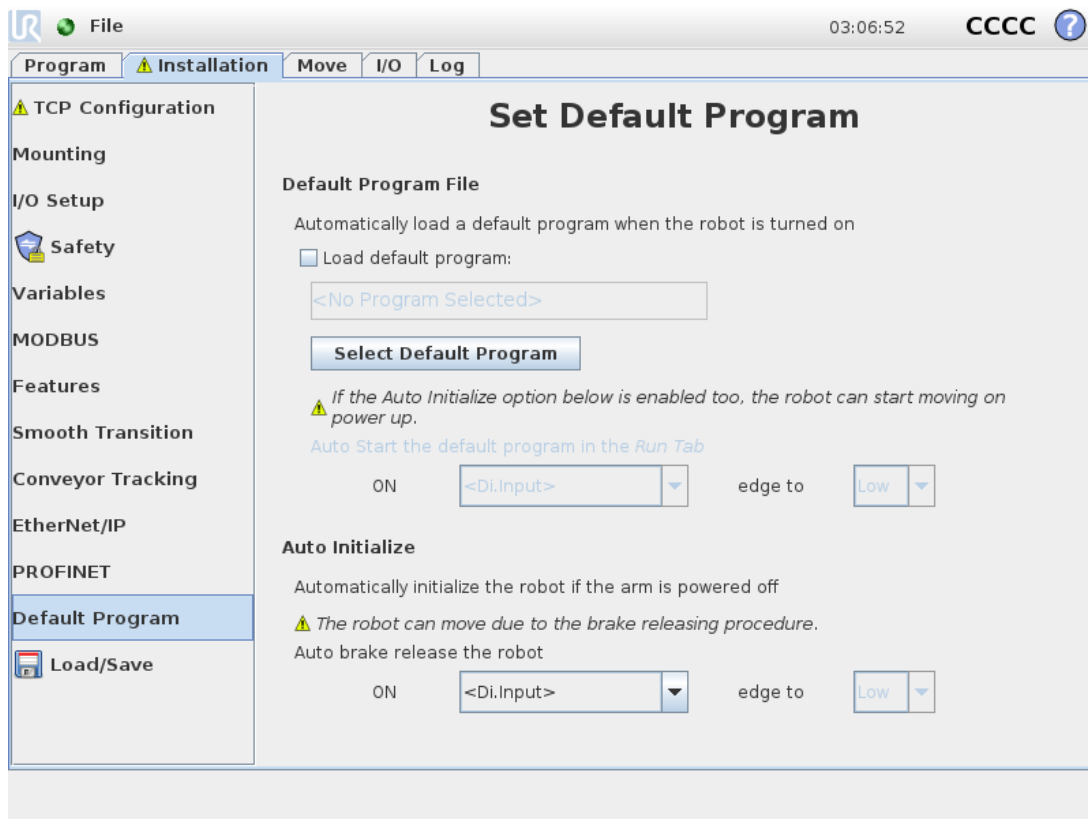 UR File 03:06:52 CCCC ?
Program Installation Move I/O Log
TCP Configuration
Mounting
I/O Setup
Safety
Variables
MODBUS
Features
Smooth Transition
Conveyor Tracking
EtherNet/IP
PROFINET
Default Program
Load/Save
Set Default Program
Default Program File
Automatically load a default program when the robot is turned on
Load default program:
<No Program Selected>
Select Default Program
If the Auto Initialize option below is enabled too, the robot can start moving on
power up.
Auto Start the default program in the Run Tab
ON <Di.Input> edge to Low
Auto Initialize
Automatically initialize the robot if the arm is powered off
The robot can move due to the brake releasing procedure.
Auto brake release the robot
ON <Di.Input> edge to Low